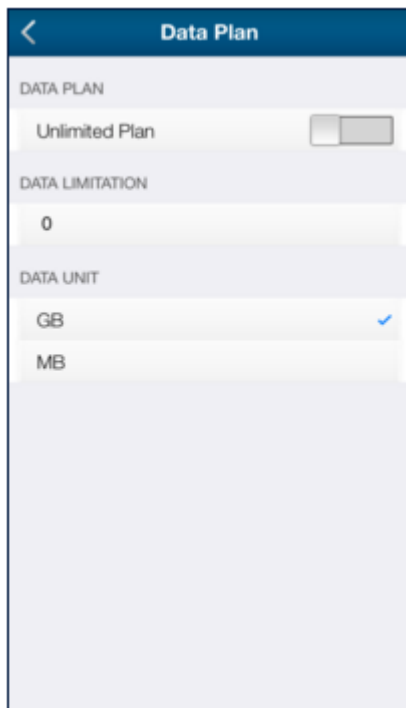 Data Plan
DATA PLAN
Unlimited Plan
DATA LIMITATION
0
DATA UNIT
GB
MB